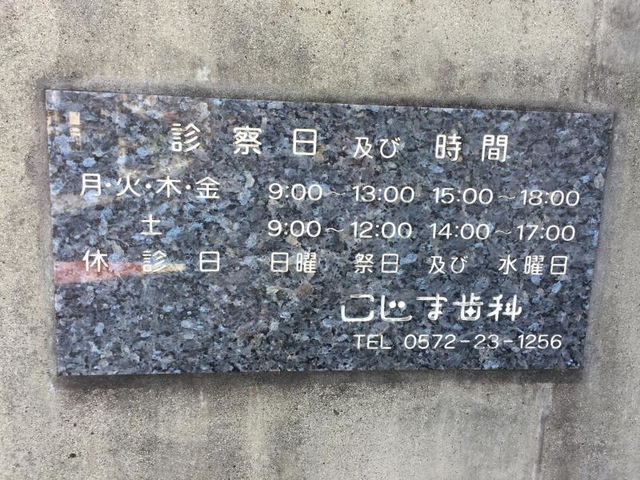 診察日 及び 時間
月・火・木・金 9:00～13:00 15:00～18:00
土 9:00～12:00 14:00～17:00
休診日 日曜 祭日 及び 水曜日
こじま歯科
TEL 0572-23-1256